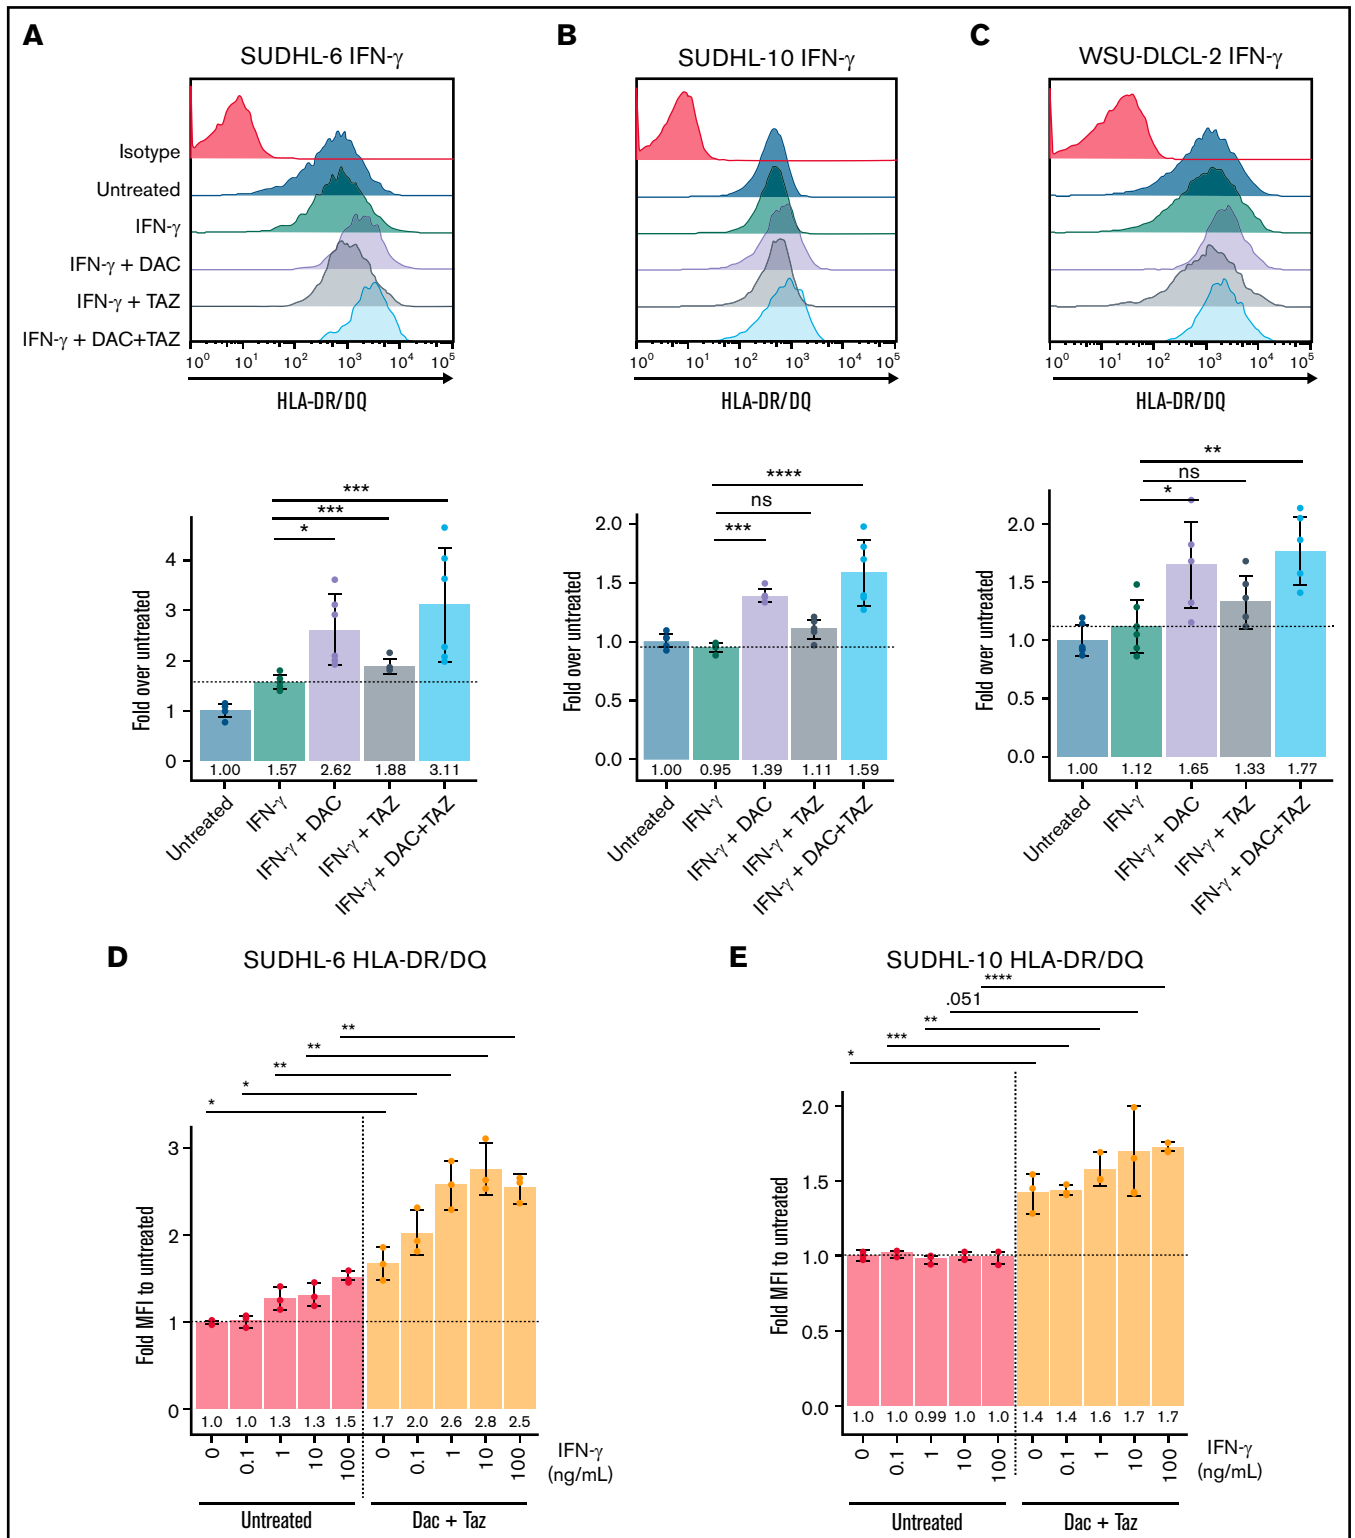 A
SUDHL-6 IFN-γ
Isotype
Untreated
IFN-γ
IFN-γ + DAC
IFN-γ + TAZ
IFN-γ + DAC+TAZ
10⁰ 10¹ 10² 10³ 10⁴ 10⁵
HLA-DR/DQ
B
SUDHL-10 IFN-γ
10⁰ 10¹ 10² 10³ 10⁴ 10⁵
HLA-DR/DQ
C
WSU-DLCL-2 IFN-γ
10⁰ 10¹ 10² 10³ 10⁴ 10⁵
HLA-DR/DQ
***
***
*
Fold over untreated
4
3
2
1
0
1.00 1.57 2.62 1.88 3.11
Untreated
IFN-γ
IFN-γ + DAC
IFN-γ + TAZ
IFN-γ + DAC+TAZ
****
ns
***
Fold over untreated
2.0
1.5
1.0
0.5
0.0
1.00 0.95 1.39 1.11 1.59
Untreated
IFN-γ
IFN-γ + DAC
IFN-γ + TAZ
IFN-γ + DAC+TAZ
**
ns
*
Fold over untreated
2.0
1.5
1.0
0.5
0.0
1.00 1.12 1.65 1.33 1.77
Untreated
IFN-γ
IFN-γ + DAC
IFN-γ + TAZ
IFN-γ + DAC+TAZ
D
SUDHL-6 HLA-DR/DQ
**
**
**
*
*
Fold MFI to untreated
3
2
1
0
1.0 1.0 1.3 1.3 1.5 1.7 2.0 2.6 2.8 2.5
0 0.1 1 10 100 0 0.1 1 10 100
IFN-γ
(ng/mL)
Untreated Dac + Taz
E
SUDHL-10 HLA-DR/DQ
****
.051
**
***
*
Fold MFI to untreated
2.0
1.5
1.0
0.5
0.0
1.0 1.0 0.99 1.0 1.0 1.4 1.4 1.6 1.7 1.7
0 0.1 1 10 100 0 0.1 1 10 100
IFN-γ
(ng/mL)
Untreated Dac + Taz